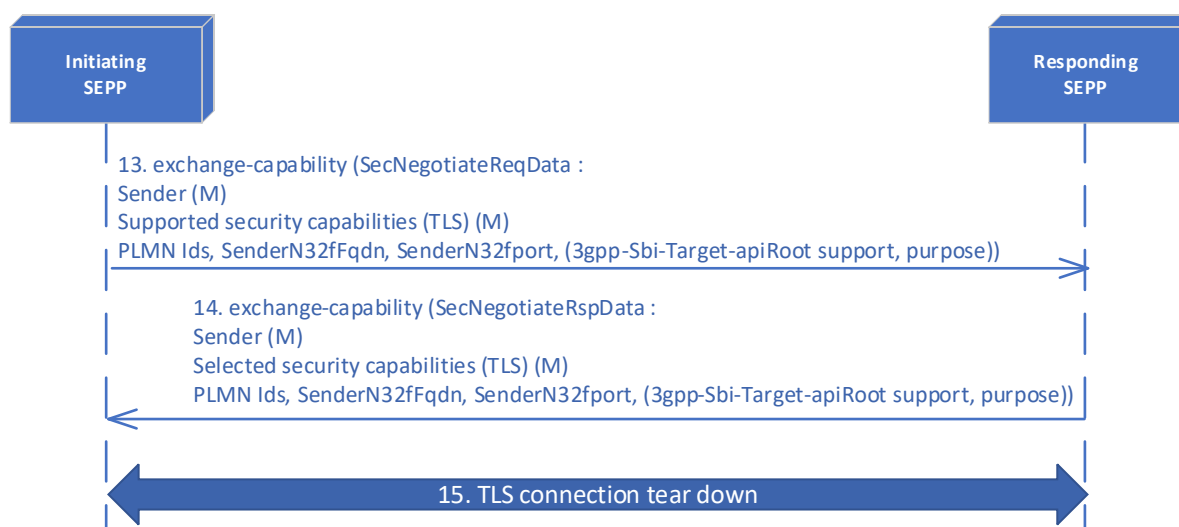 Initiating
SEPP
Responding
SEPP
13. exchange-capability (SecNegotiateReqData :
Sender (M)
Supported security capabilities (TLS) (M)
PLMN Ids, SenderN32fFqdn, SenderN32fport, (3gpp-Sbi-Target-apiRoot support, purpose))
14. exchange-capability (SecNegotiateRspData :
Sender (M)
Selected security capabilities (TLS) (M)
PLMN Ids, SenderN32fFqdn, SenderN32fport, (3gpp-Sbi-Target-apiRoot support, purpose))
15. TLS connection tear down